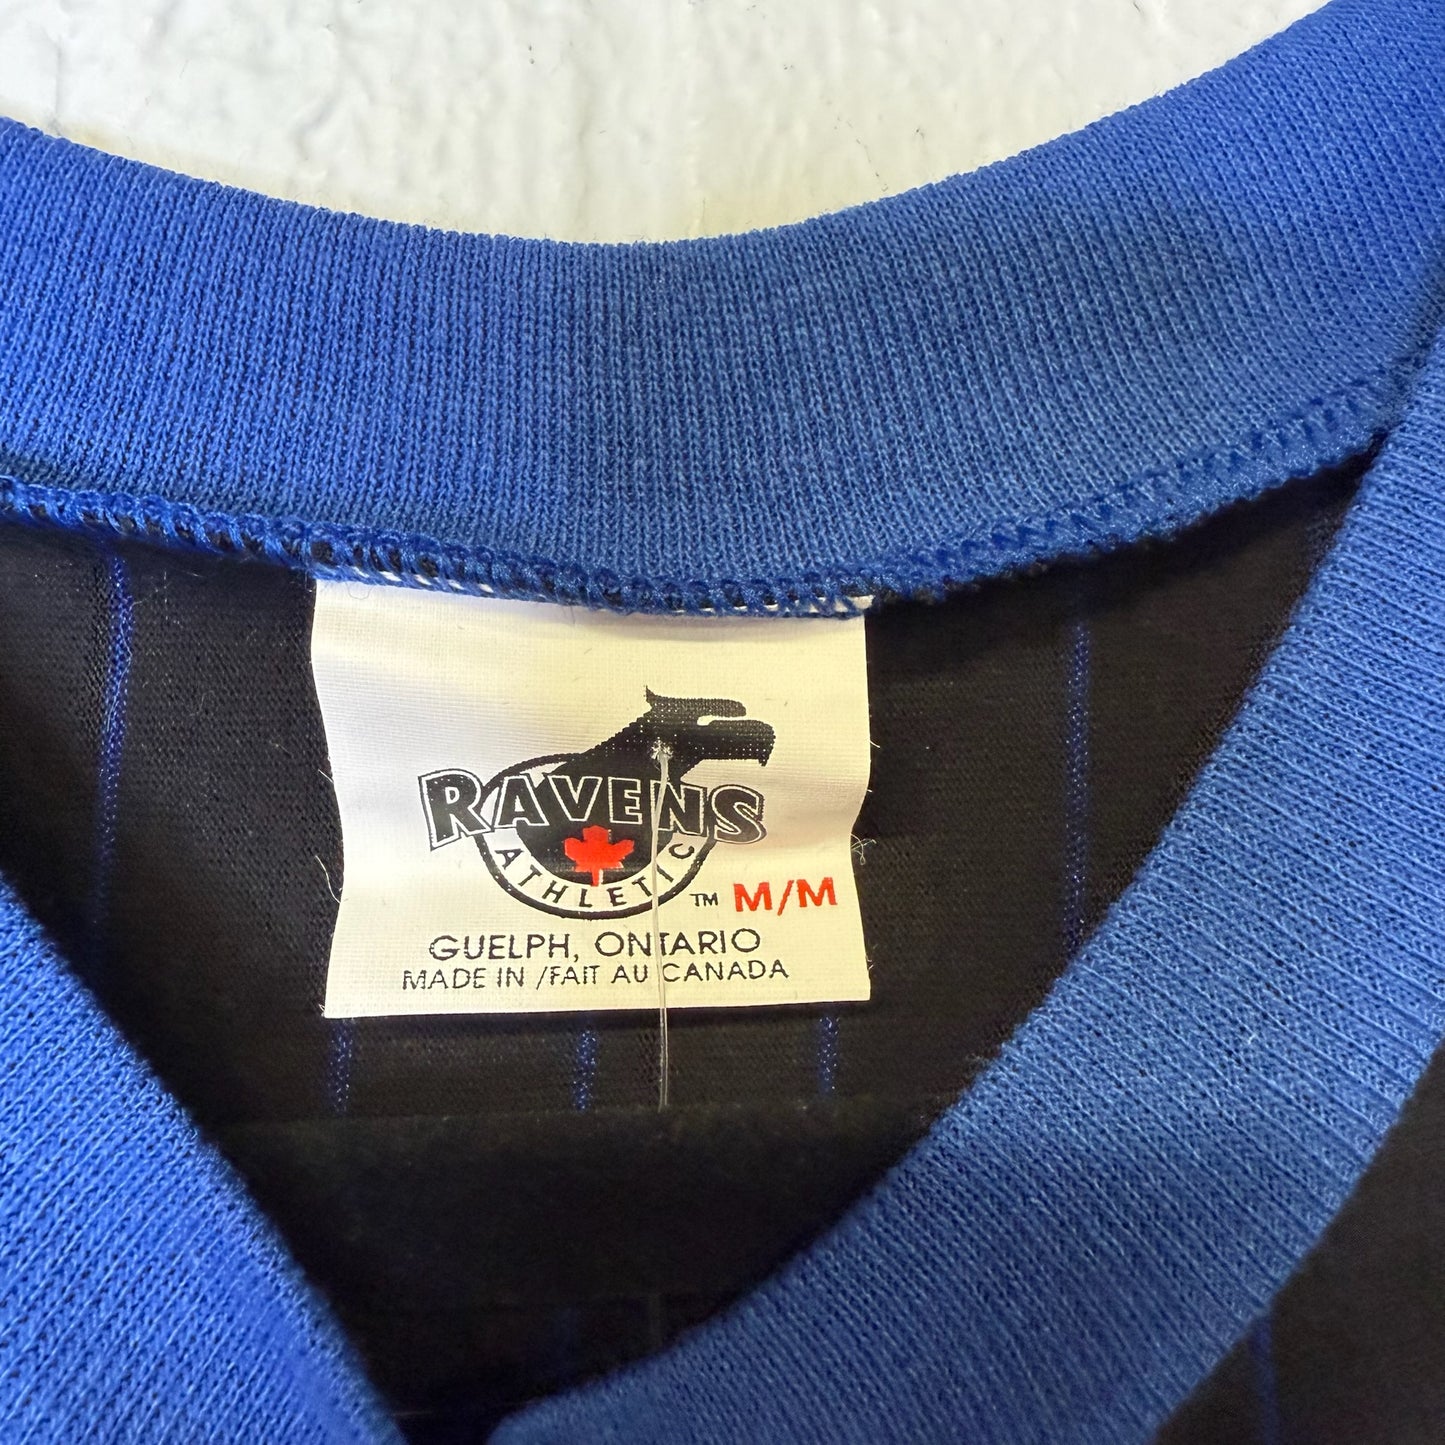 RAVENS
ATHLETIC
™ M/M
GUELPH, ONTARIO
MADE IN /FAIT AU CANADA